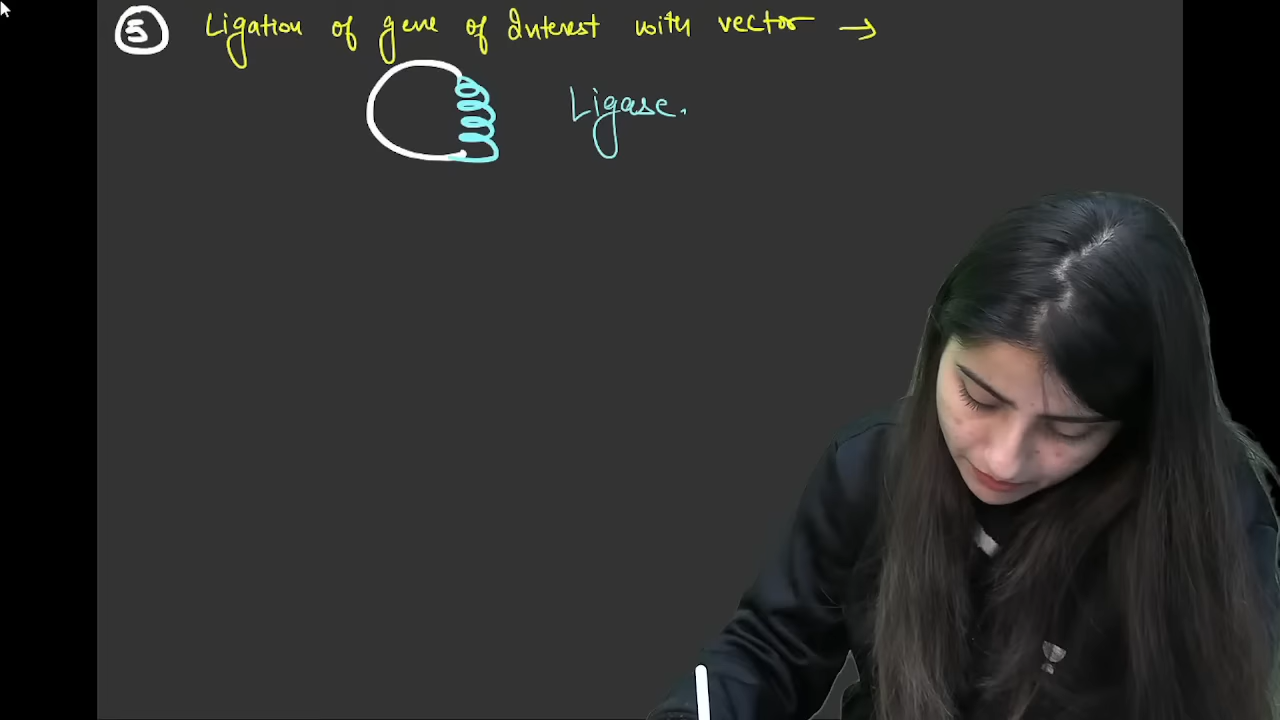 5 Ligation of gene of Interest with vector →
Ligase.